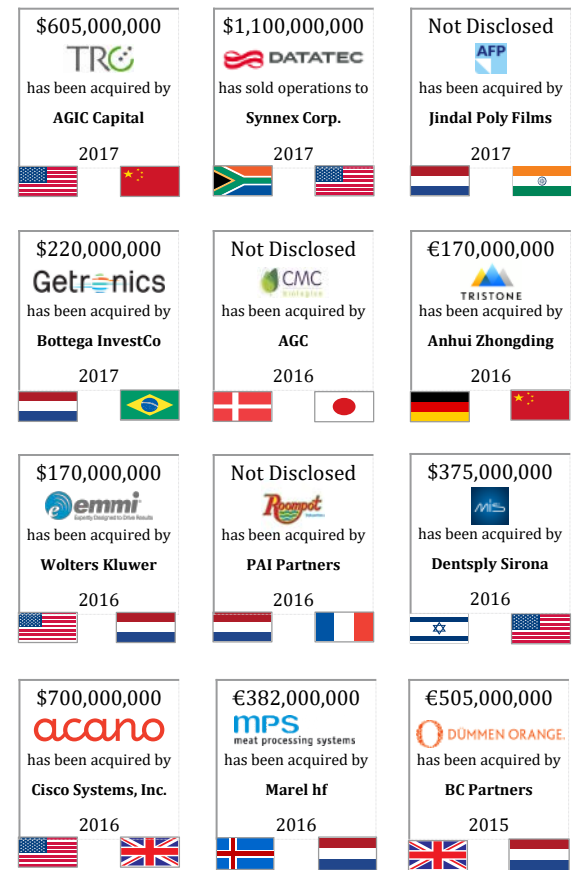 $605,000,000
TRC
has been acquired by
AGIC Capital
2017
$1,100,000,000
DATATEC
has sold operations to
Synnex Corp.
2017
Not Disclosed
AFP
has been acquired by
Jindal Poly Films
2017
$220,000,000
Getronics
has been acquired by
Bottega InvestCo
2017
Not Disclosed
CMC
biologics
has been acquired by
AGC
2016
€170,000,000
TRISTONE
has been acquired by
Anhui Zhongding
2016
$170,000,000
emmi
Expertly Designed to Drive Results
has been acquired by
Wolters Kluwer
2016
Not Disclosed
Roompot
has been acquired by
PAI Partners
2016
$375,000,000
mis
has been acquired by
Dentsply Sirona
2016
$700,000,000
acano
has been acquired by
Cisco Systems, Inc.
2016
€382,000,000
mps
meat processing systems
has been acquired by
Marel hf
2016
€505,000,000
DÜMMEN ORANGE.
has been acquired by
BC Partners
2015